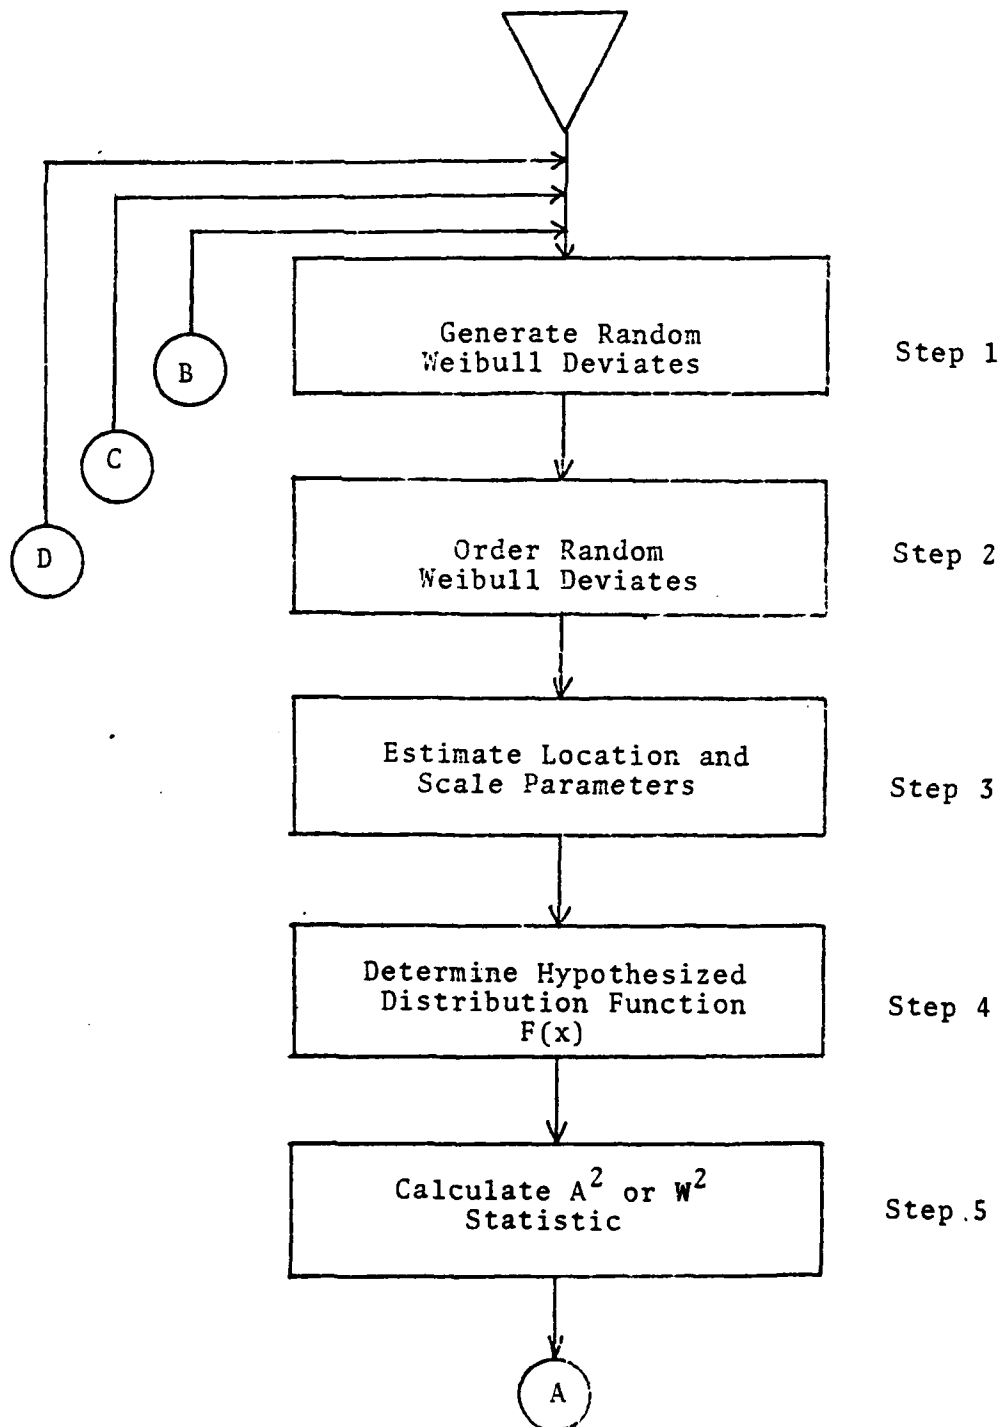 Generate Random
Weibull Deviates
Step 1
B
C
D
Order Random
Weibull Deviates
Step 2
Estimate Location and
Scale Parameters
Step 3
Determine Hypothesized
Distribution Function
F(x)
Step 4
Calculate A² or W²
Statistic
Step 5
A